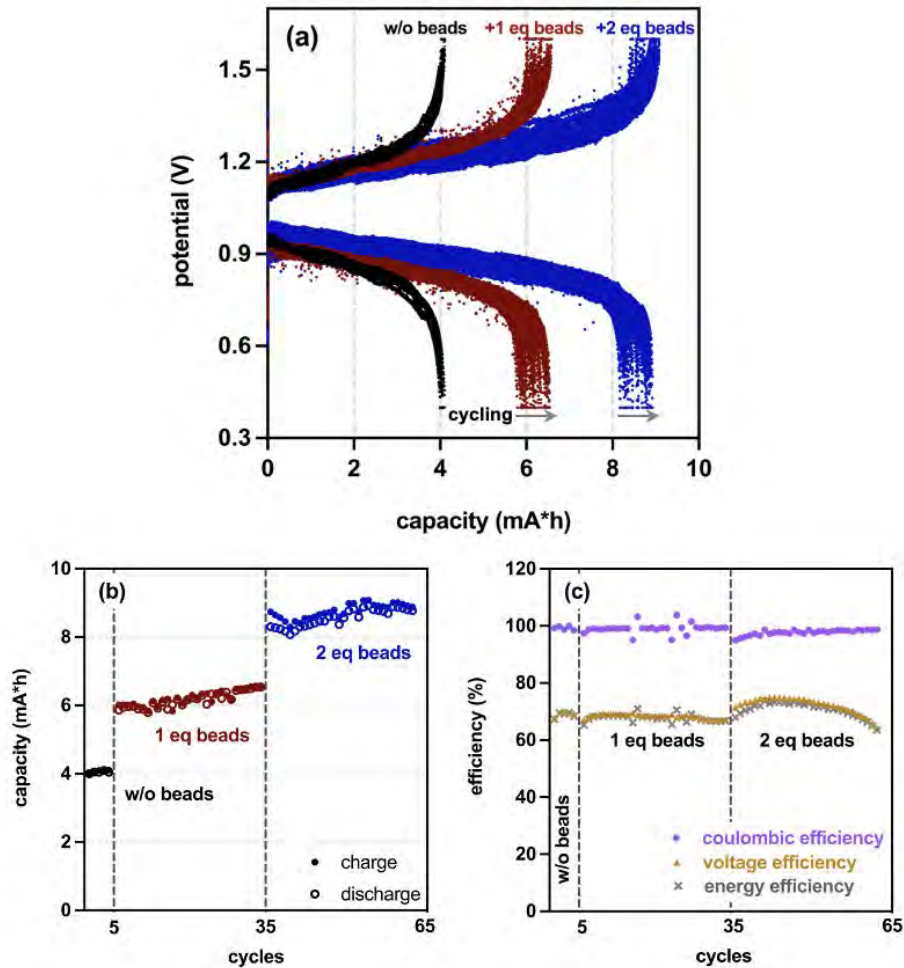 (a)
w/o beads
+1 eq beads
+2 eq beads
1.5
1.2
0.9
0.6
0.3
potential (V)
cycling
0
2
4
6
8
10
capacity (mA*h)
(b)
10
8
6
4
2
0
capacity (mA*h)
2 eq beads
1 eq beads
w/o beads
charge
discharge
5
35
65
cycles
(c)
120
100
80
60
40
20
0
efficiency (%)
1 eq beads
2 eq beads
w/o beads
coulombic efficiency
voltage efficiency
energy efficiency
5
35
65
cycles